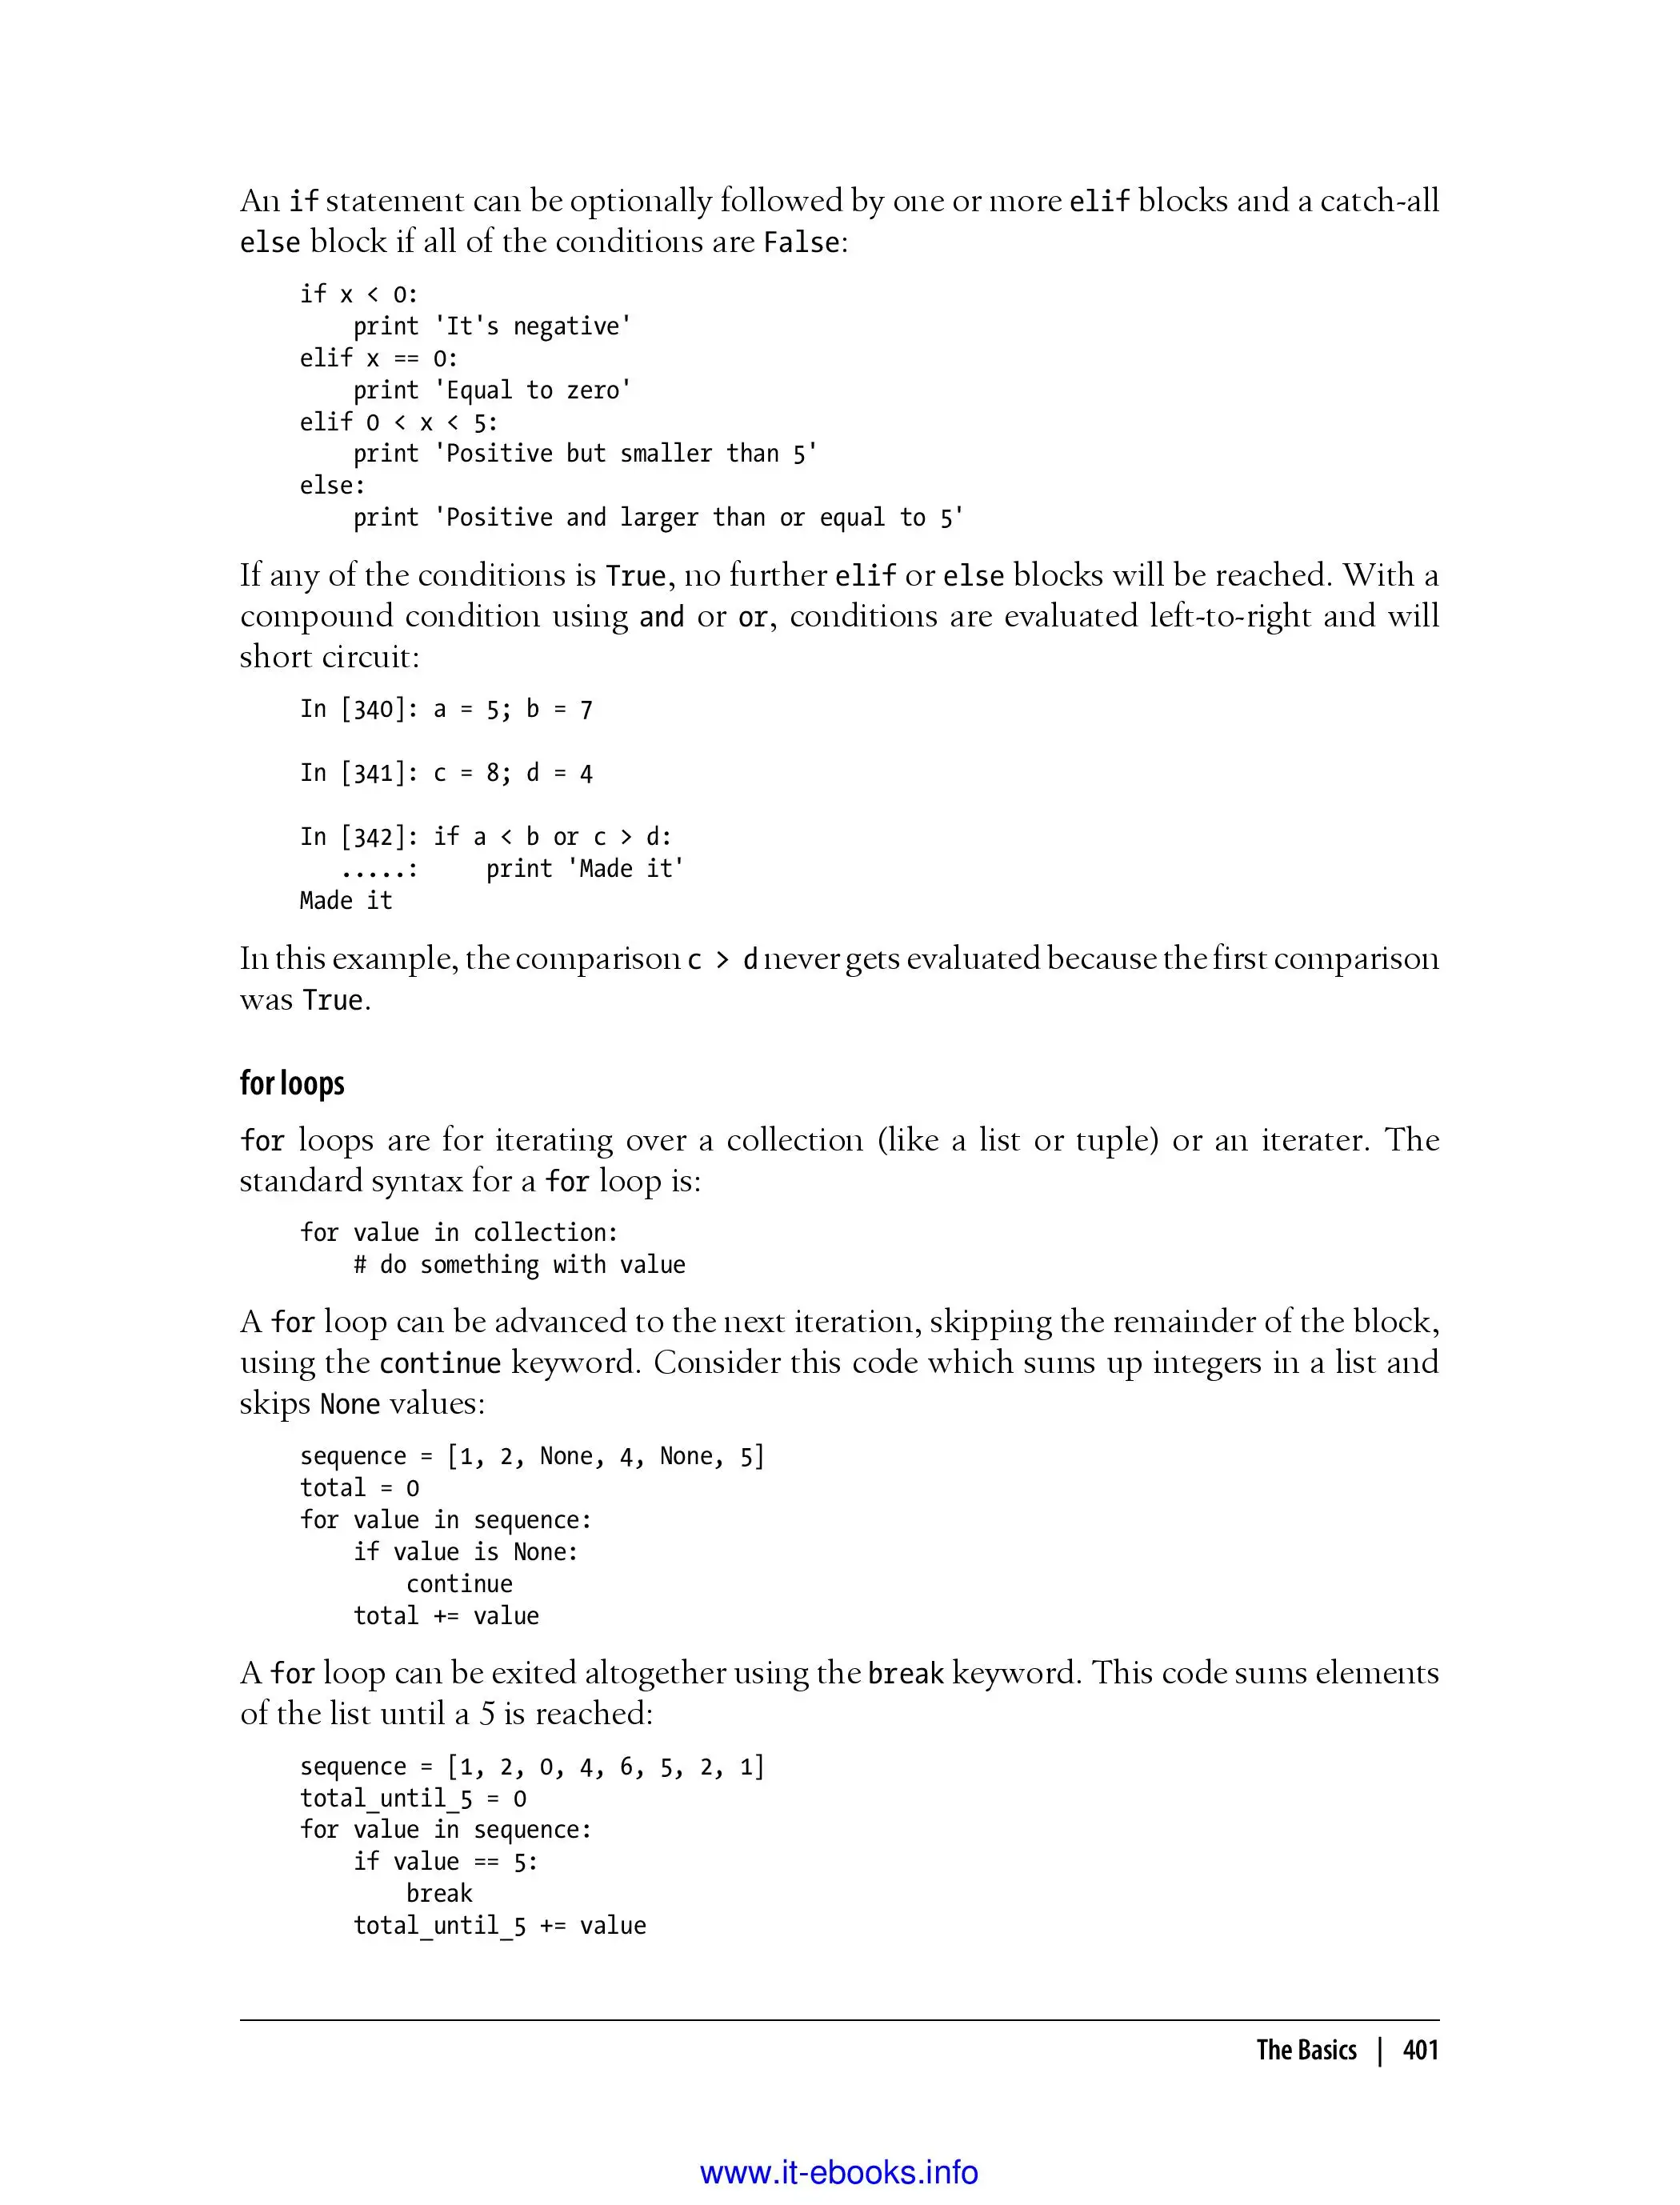 An if statement can be optionally followed by one or more elif blocks and a catch-all
else block if all of the conditions are False:
if x < 0:
    print 'It's negative'
elif x == 0:
    print 'Equal to zero'
elif 0 < x < 5:
    print 'Positive but smaller than 5'
else:
    print 'Positive and larger than or equal to 5'
If any of the conditions is True, no further elif or else blocks will be reached. With a
compound condition using and or or, conditions are evaluated left-to-right and will
short circuit:
In [340]: a = 5; b = 7
In [341]: c = 8; d = 4
In [342]: if a < b or c > d:
   .....:     print 'Made it'
Made it
In this example, the comparison c > d never gets evaluated because the first comparison
was True.
for loops
for loops are for iterating over a collection (like a list or tuple) or an iterater. The
standard syntax for a for loop is:
for value in collection:
    # do something with value
A for loop can be advanced to the next iteration, skipping the remainder of the block,
using the continue keyword. Consider this code which sums up integers in a list and
skips None values:
sequence = [1, 2, None, 4, None, 5]
total = 0
for value in sequence:
    if value is None:
        continue
    total += value
A for loop can be exited altogether using the break keyword. This code sums elements
of the list until a 5 is reached:
sequence = [1, 2, 0, 4, 6, 5, 2, 1]
total_until_5 = 0
for value in sequence:
    if value == 5:
        break
    total_until_5 += value
The Basics | 401
www.it-ebooks.info